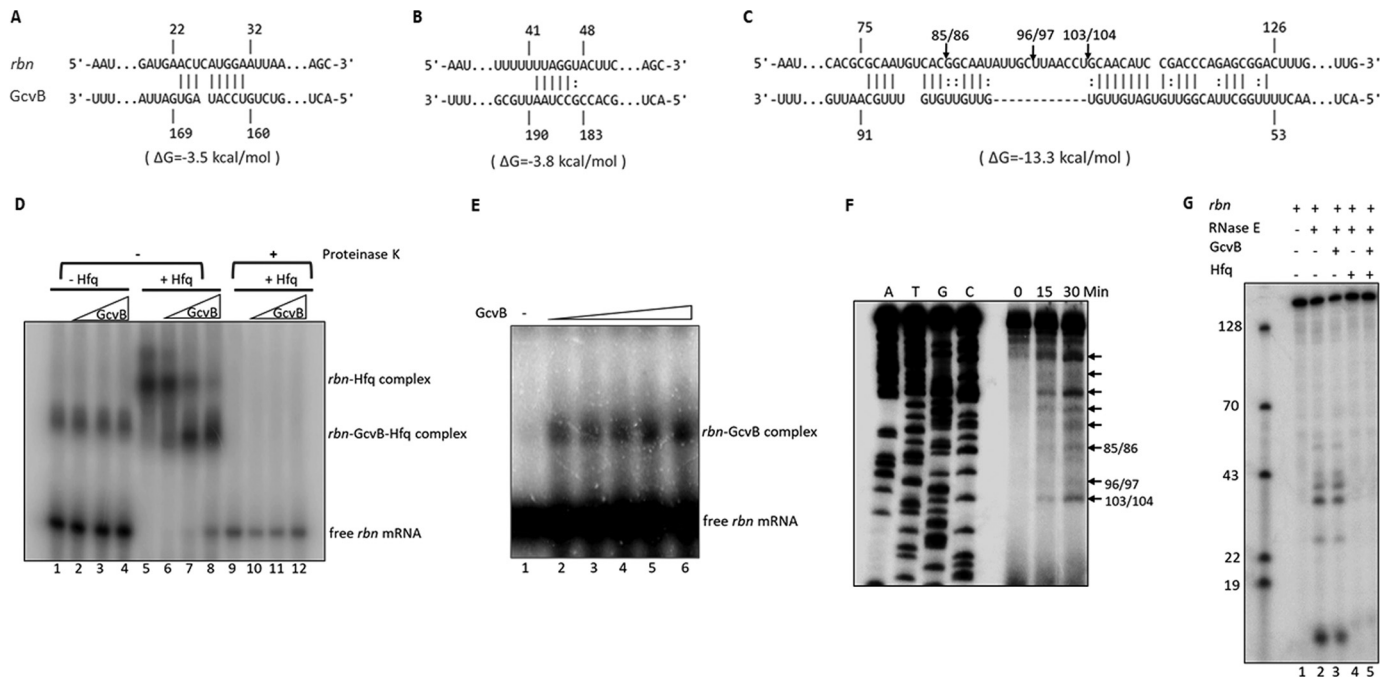 A
22 32
rbn 5'-AAU...GAUGAACUCAUGGAAUUAA...AGC-3'
GcvB 3'-UUU...AUUAGUGA UACCUGUCUG...UCA-5'
169 160
( ΔG=-3.5 kcal/mol )
B
41 48
5'-AAU...UUUUUUUAGGUACUUC...AGC-3'
3'-UUU...GCGUUAAUCCGCCACG...UCA-5'
190 183
( ΔG=-3.8 kcal/mol )
C
75 85/86 96/97 103/104 126
5'-AAU...CACGCGCAAUGUCACGGCAAUAUUGCUUAACCUGCAACAUC CGACCCAGAGCGGACUUUG...UUG-3'
3'-UUU...GUUAACGUUU GUGUUGUUG-----------UGUUGUAGUGUUGGCAUUCGGUUUUCAA...UCA-5'
91 53
( ΔG=-13.3 kcal/mol )
D
- + Proteinase K
- Hfq + Hfq + Hfq
GcvB GcvB GcvB
rbn-Hfq complex
rbn-GcvB-Hfq complex
free rbn mRNA
1 2 3 4 5 6 7 8 9 10 11 12
E
GcvB -
rbn-GcvB complex
free rbn mRNA
1 2 3 4 5 6
F
A T G C 0 15 30 Min
85/86
96/97
103/104
G
rbn + + + + +
RNase E - + + + +
GcvB - - + - +
Hfq - - - + +
128
70
43
22
19
1 2 3 4 5